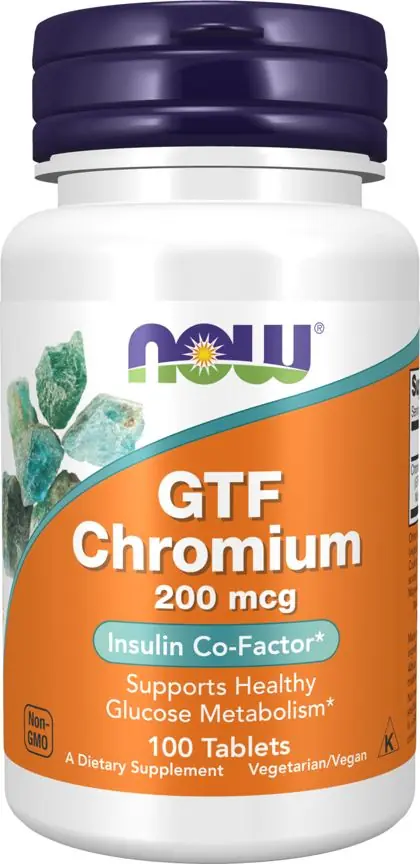 NOW®
GTF
Chromium
200 mcg
Insulin Co-Factor*
Supports Healthy
Glucose Metabolism*
Non-
GMO
100 Tablets
K
A Dietary Supplement Vegetarian/Vegan